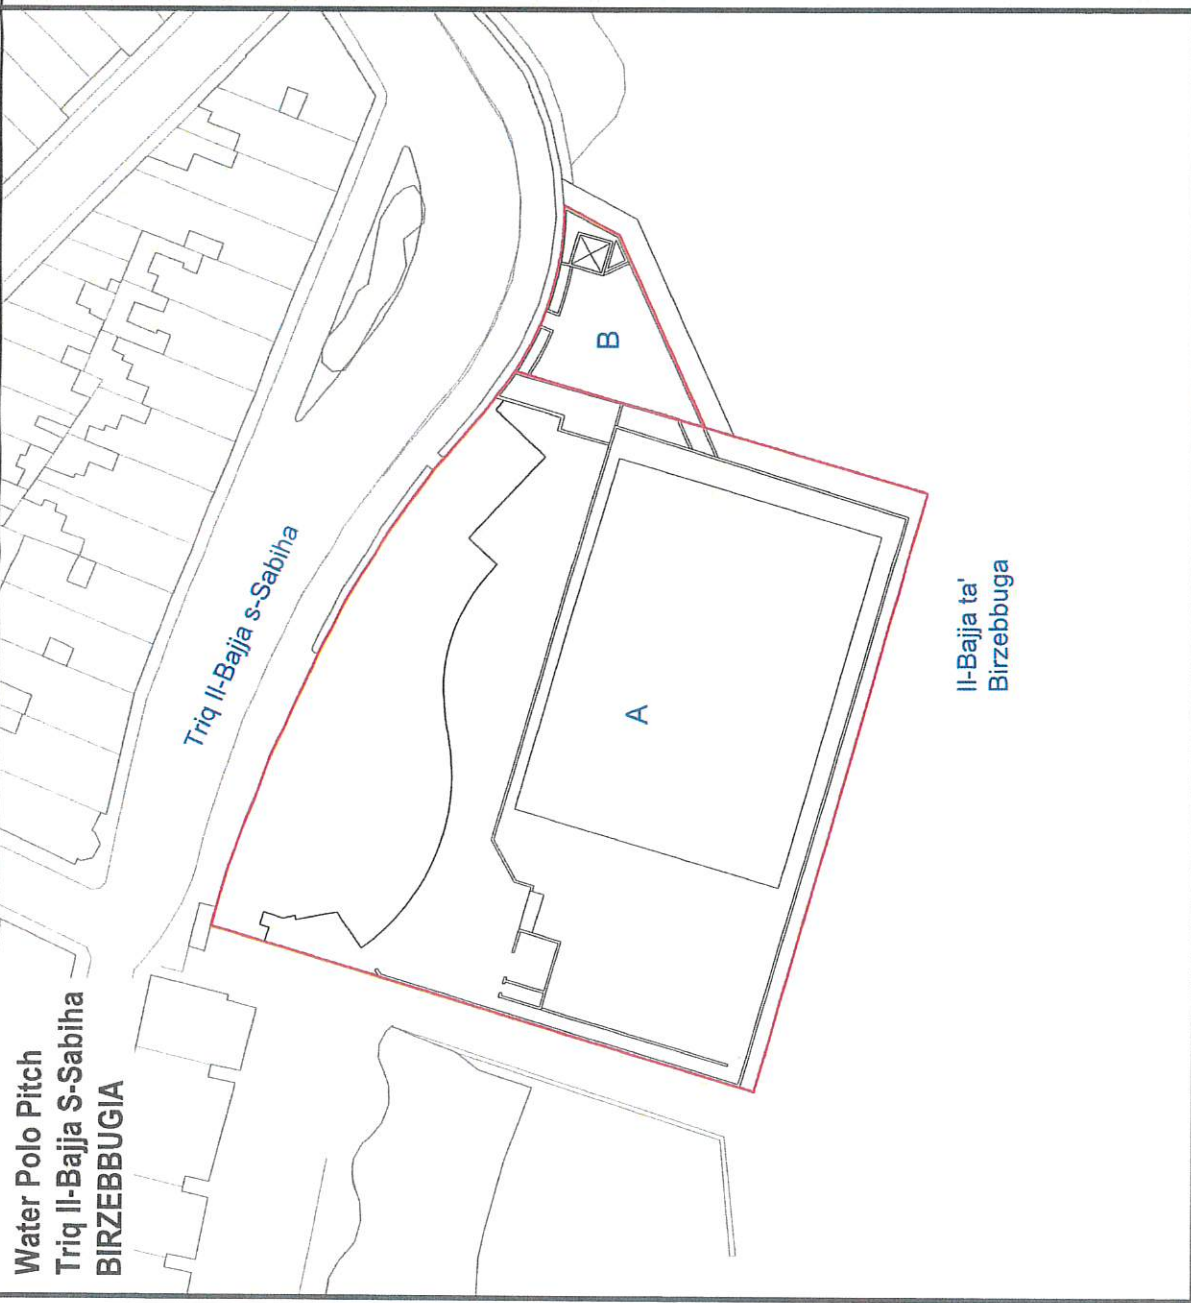 Water Polo Pitch
Triq Il-Bajja S-Sabiha
BIRZEBBUGIA
Triq Il-Bajja s-Sabiha
B
A
Il-Bajja ta'
Birzebbuga